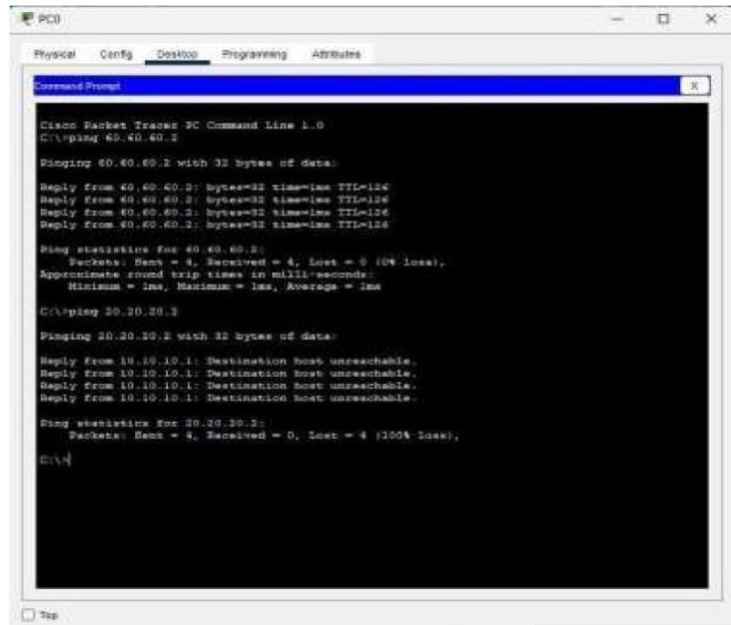 PC0
Physical Config Desktop Programming Attributes
Command Prompt
X
Cisco Packet Tracer PC Command Line 1.0
C:\>ping 60.60.60.2
Pinging 60.60.60.2 with 32 bytes of data:
Reply from 60.60.60.2: bytes=32 time=1ms TTL=126
Reply from 60.60.60.2: bytes=32 time=1ms TTL=126
Reply from 60.60.60.2: bytes=32 time=1ms TTL=126
Reply from 60.60.60.2: bytes=32 time=1ms TTL=126
Ping statistics for 60.60.60.2:
Packets: Sent = 4, Received = 4, Lost = 0 (0% loss),
Approximate round trip times in milli-seconds:
Minimum = 1ms, Maximum = 1ms, Average = 1ms
C:\>ping 20.20.20.2
Pinging 20.20.20.2 with 32 bytes of data:
Reply from 10.10.10.1: Destination host unreachable.
Reply from 10.10.10.1: Destination host unreachable.
Reply from 10.10.10.1: Destination host unreachable.
Reply from 10.10.10.1: Destination host unreachable.
Ping statistics for 20.20.20.2:
Packets: Sent = 4, Received = 0, Lost = 4 (100% loss),
C:\>
Top